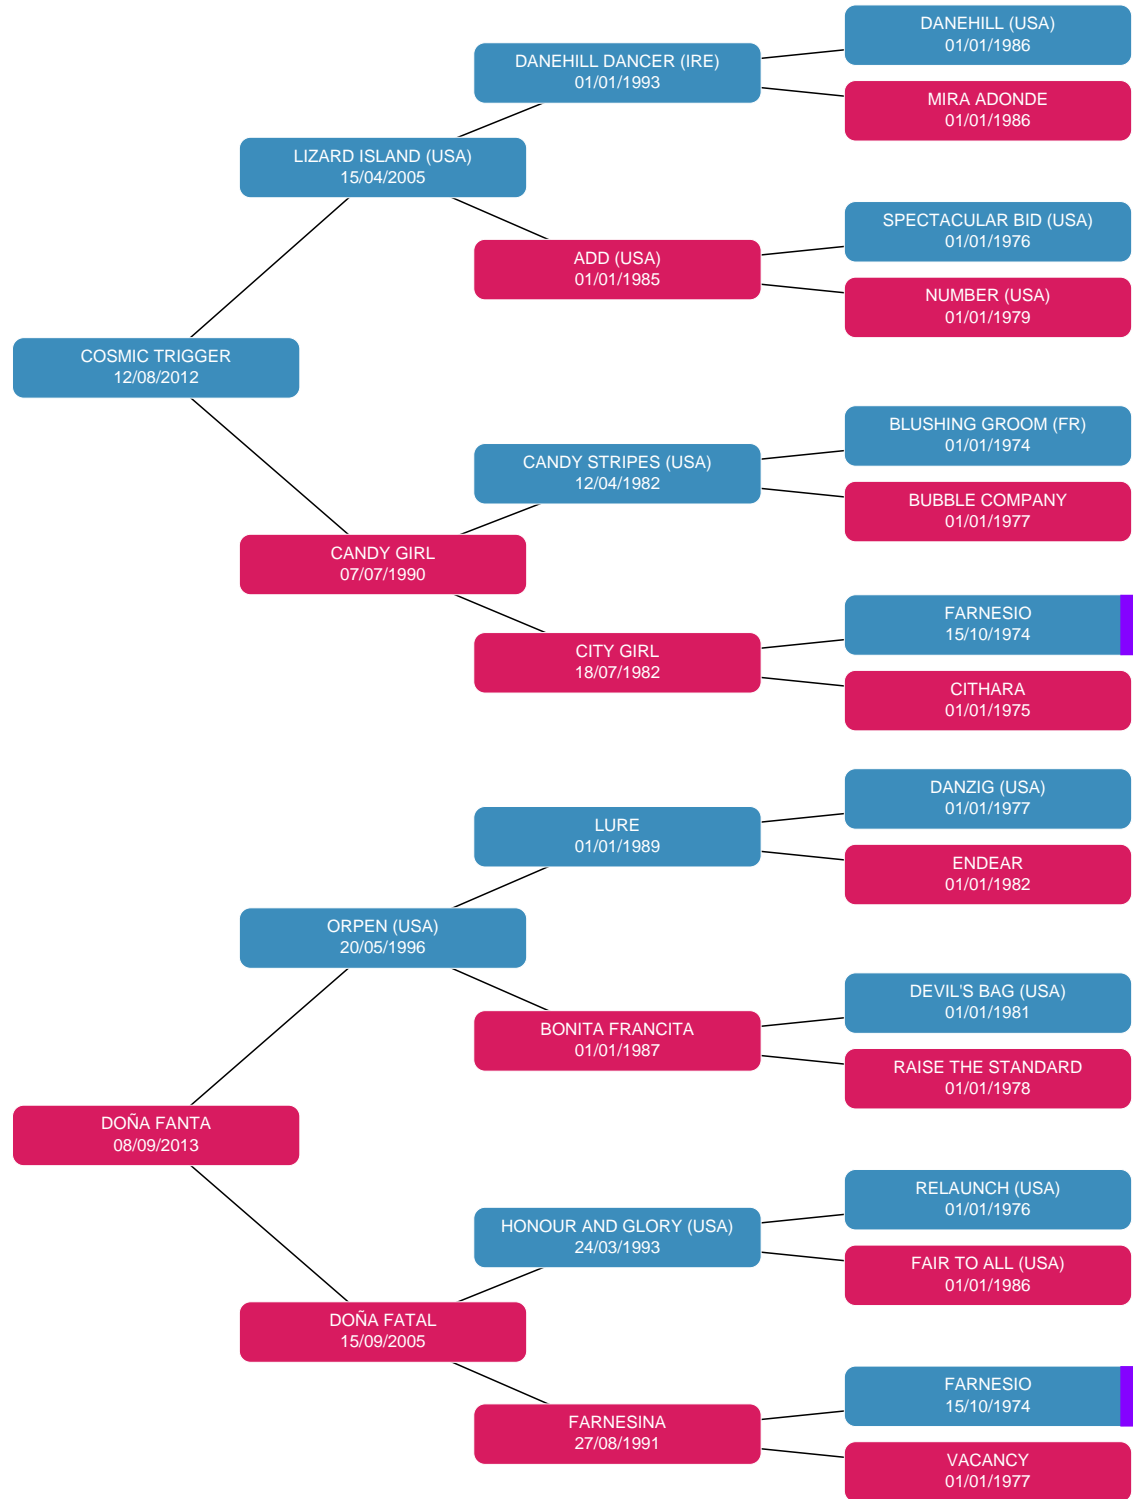 DANEHILL (USA)
01/01/1986
DANEHILL DANCER (IRE)
01/01/1993
MIRA ADONDE
01/01/1986
LIZARD ISLAND (USA)
15/04/2005
SPECTACULAR BID (USA)
01/01/1976
ADD (USA)
01/01/1985
NUMBER (USA)
01/01/1979
COSMIC TRIGGER
12/08/2012
BLUSHING GROOM (FR)
01/01/1974
CANDY STRIPES (USA)
12/04/1982
BUBBLE COMPANY
01/01/1977
CANDY GIRL
07/07/1990
FARNESIO
15/10/1974
CITY GIRL
18/07/1982
CITHARA
01/01/1975
DANZIG (USA)
01/01/1977
LURE
01/01/1989
ENDEAR
01/01/1982
ORPEN (USA)
20/05/1996
DEVIL'S BAG (USA)
01/01/1981
BONITA FRANCITA
01/01/1987
RAISE THE STANDARD
01/01/1978
DOÑA FANTA
08/09/2013
RELAUNCH (USA)
01/01/1976
HONOUR AND GLORY (USA)
24/03/1993
FAIR TO ALL (USA)
01/01/1986
DOÑA FATAL
15/09/2005
FARNESIO
15/10/1974
FARNESINA
27/08/1991
VACANCY
01/01/1977